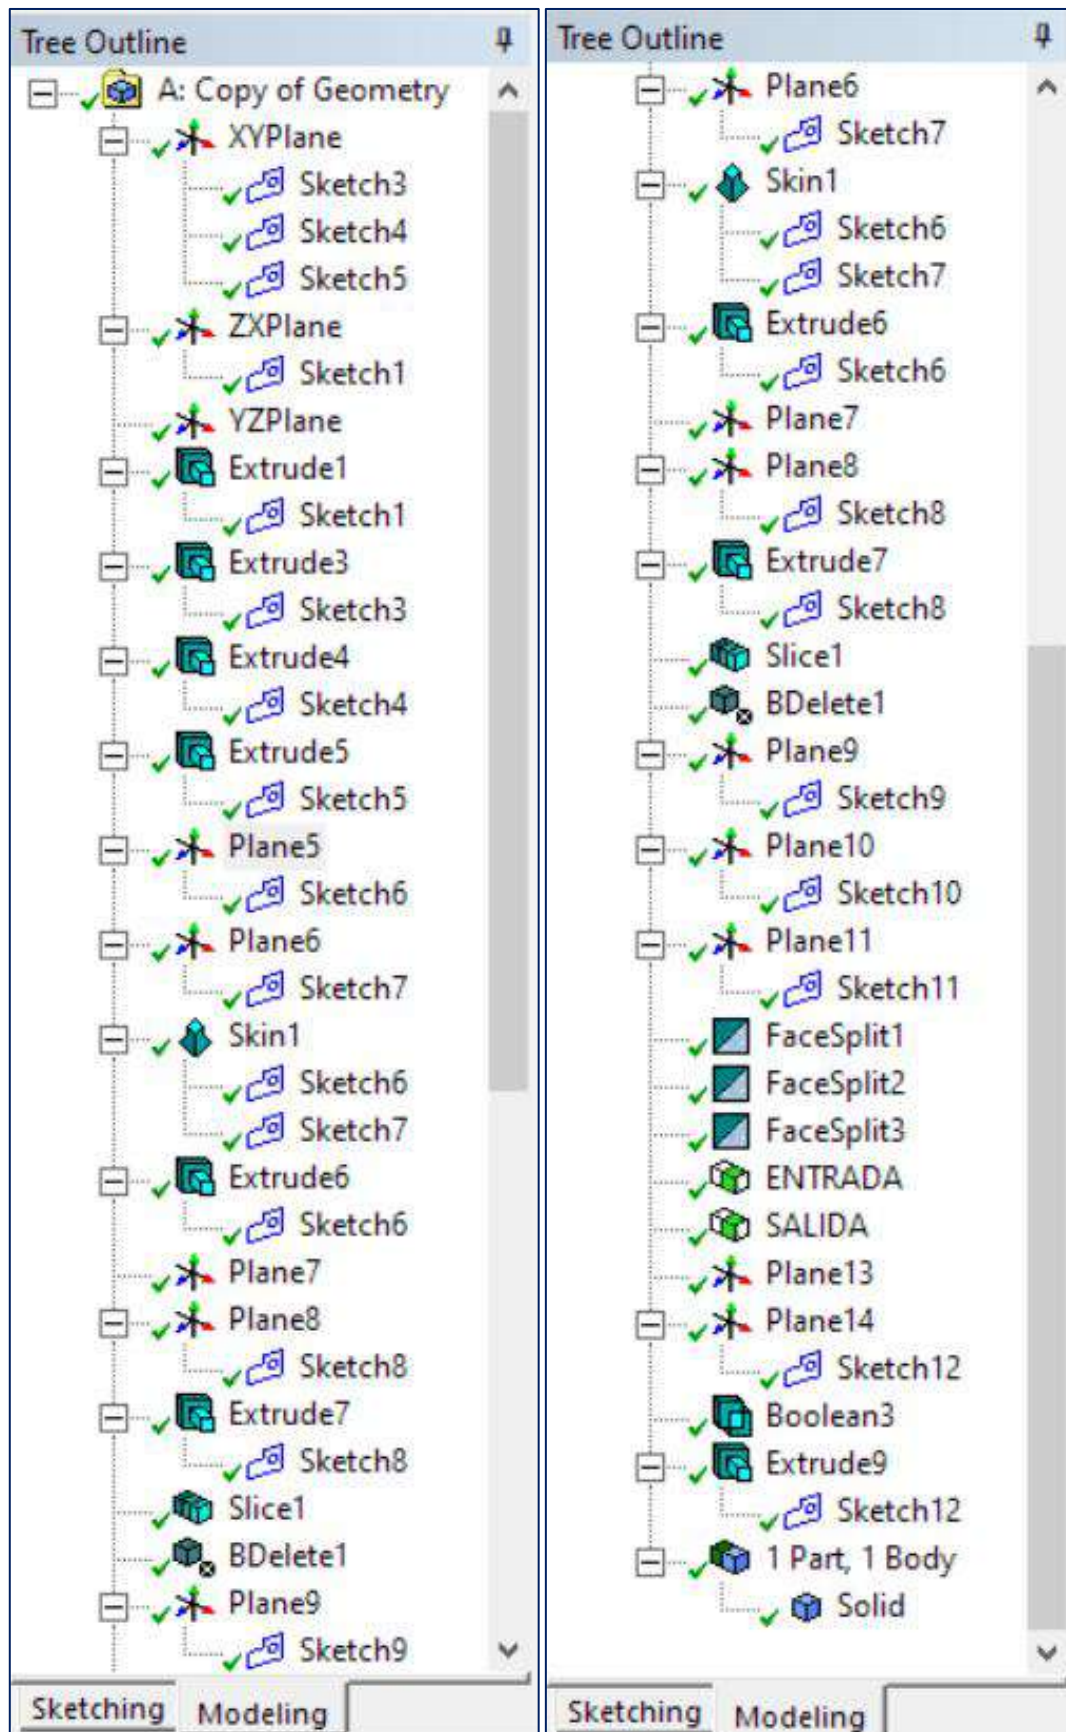 Tree Outline
A: Copy of Geometry
XYPlane
Sketch3
Sketch4
Sketch5
ZXPlane
Sketch1
YZPlane
Extrude1
Sketch1
Extrude3
Sketch3
Extrude4
Sketch4
Extrude5
Sketch5
Plane5
Sketch6
Plane6
Sketch7
Skin1
Sketch6
Sketch7
Extrude6
Sketch6
Plane7
Plane8
Sketch8
Extrude7
Sketch8
Slice1
BDelete1
Plane9
Sketch9
Sketching Modeling
Tree Outline
Plane6
Sketch7
Skin1
Sketch6
Sketch7
Extrude6
Sketch6
Plane7
Plane8
Sketch8
Extrude7
Sketch8
Slice1
BDelete1
Plane9
Sketch9
Plane10
Sketch10
Plane11
Sketch11
FaceSplit1
FaceSplit2
FaceSplit3
ENTRADA
SALIDA
Plane13
Plane14
Sketch12
Boolean3
Extrude9
Sketch12
1 Part, 1 Body
Solid
Sketching Modeling